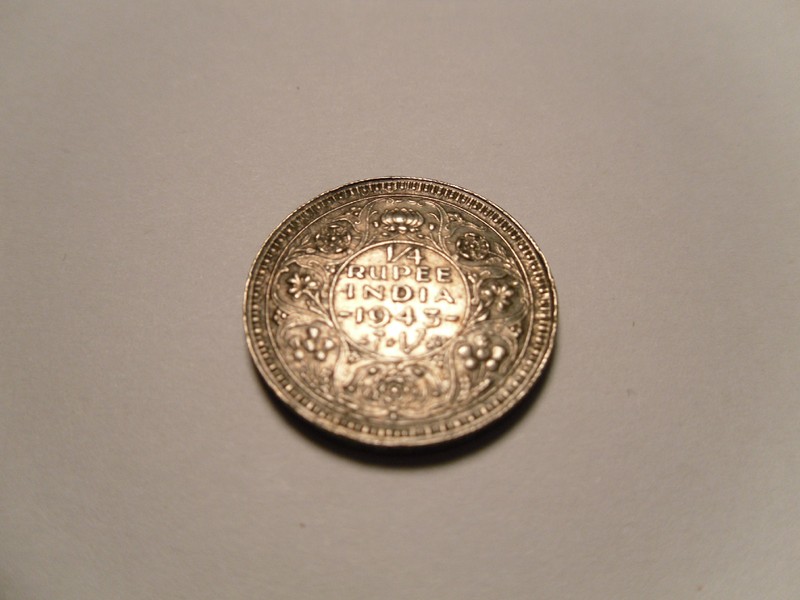 1/4
RUPEE
INDIA
-1943-